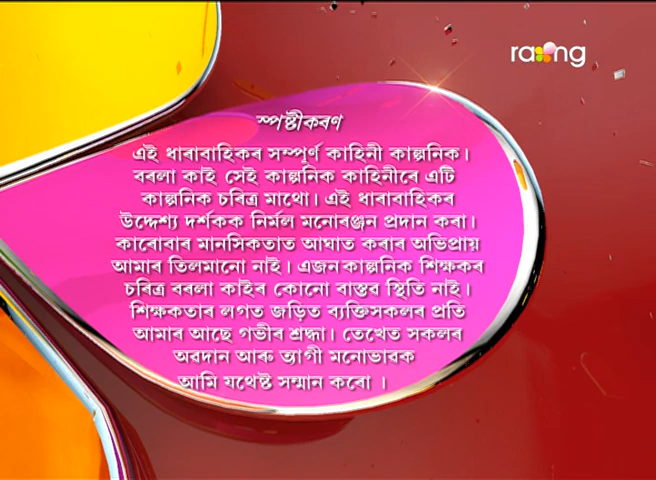 raang
স্পষ্টীকৰণ
এই ধাৰাবাহিকৰ সম্পূৰ্ণ কাহিনী কাল্পনিক।
বৰলা কাই সেই কাল্পনিক কাহিনীৰে এটি
কাল্পনিক চৰিত্ৰ মাথো। এই ধাৰাবাহিকৰ
উদ্দেশ্য দৰ্শকক নিৰ্মল মনোৰঞ্জন প্ৰদান কৰা।
কাৰোবাৰ মানসিকতাত আঘাত কৰাৰ অভিপ্ৰায়
আমাৰ তিলমানো নাই। এজন কাল্পনিক শিক্ষকৰ
চৰিত্ৰ বৰলা কাইৰ কোনো বাস্তৱ স্থিতি নাই।
শিক্ষকতাৰ লগত জড়িত ব্যক্তিসকলৰ প্ৰতি
আমাৰ আছে গভীৰ শ্ৰদ্ধা। তেখেত সকলৰ
অৱদান আৰু ত্যাগী মনোভাবক
আমি যথেষ্ট সন্মান কৰো ।